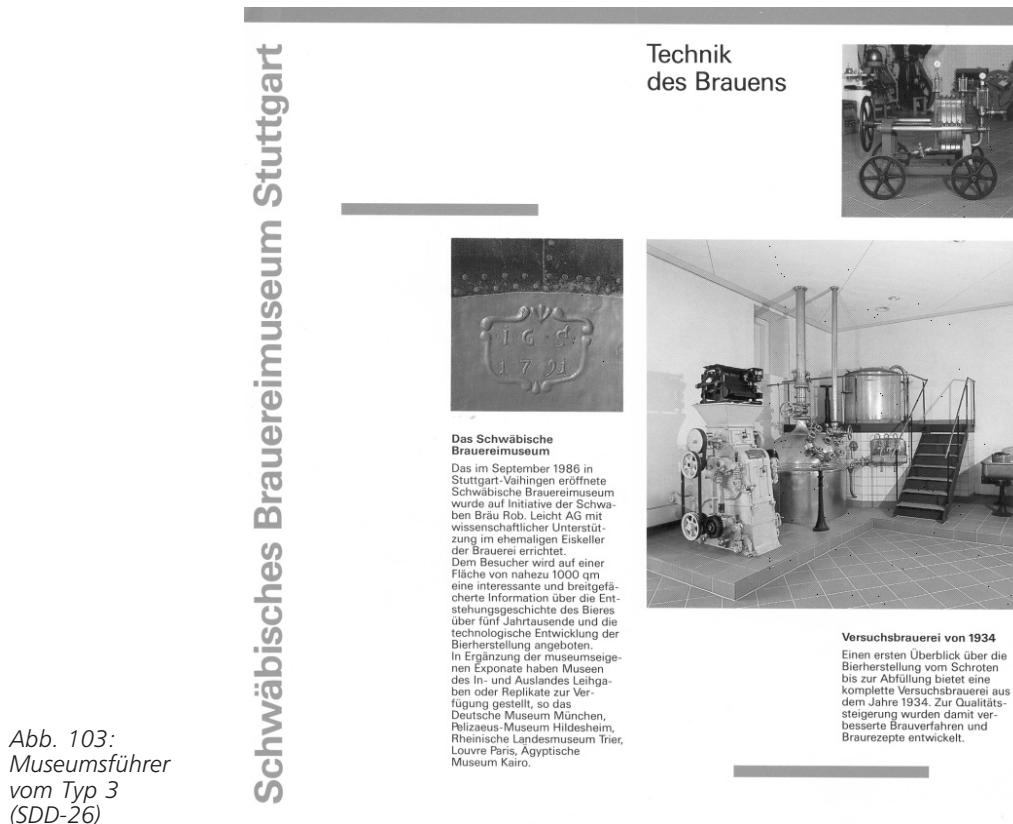 Schwäbisches Brauereimuseum Stuttgart
Technik
des Brauens
I G S
1791
Das Schwäbische
Brauereimuseum
Das im September 1986 in
Stuttgart-Vaihingen eröffnete
Schwäbische Brauereimuseum
wurde auf Initiative der Schwa-
ben Bräu Rob. Leicht AG mit
wissenschaftlicher Unterstüt-
zung im ehemaligen Eiskeller
der Brauerei errichtet.
Dem Besucher wird auf einer
Fläche von nahezu 1000 qm
eine interessante und breitgefä-
cherte Information über die Ent-
stehungsgeschichte des Bieres
über fünf Jahrtausende und die
technologische Entwicklung der
Bierherstellung angeboten.
In Ergänzung der museumseige-
nen Exponate haben Museen
des In- und Auslandes Leihga-
ben oder Replikate zur Ver-
fügung gestellt, so das
Deutsche Museum München,
Pelizaeus-Museum Hildesheim,
Rheinische Landesmuseum Trier,
Louvre Paris, Ägyptische
Museum Kairo.
Versuchsbrauerei von 1934
Einen ersten Überblick über die
Bierherstellung vom Schroten
bis zur Abfüllung bietet eine
komplette Versuchsbrauerei aus
dem Jahre 1934. Zur Qualitäts-
steigerung wurden damit ver-
besserte Brauverfahren und
Braurezepte entwickelt.
Abb. 103:
Museumsführer
vom Typ 3
(SDD-26)